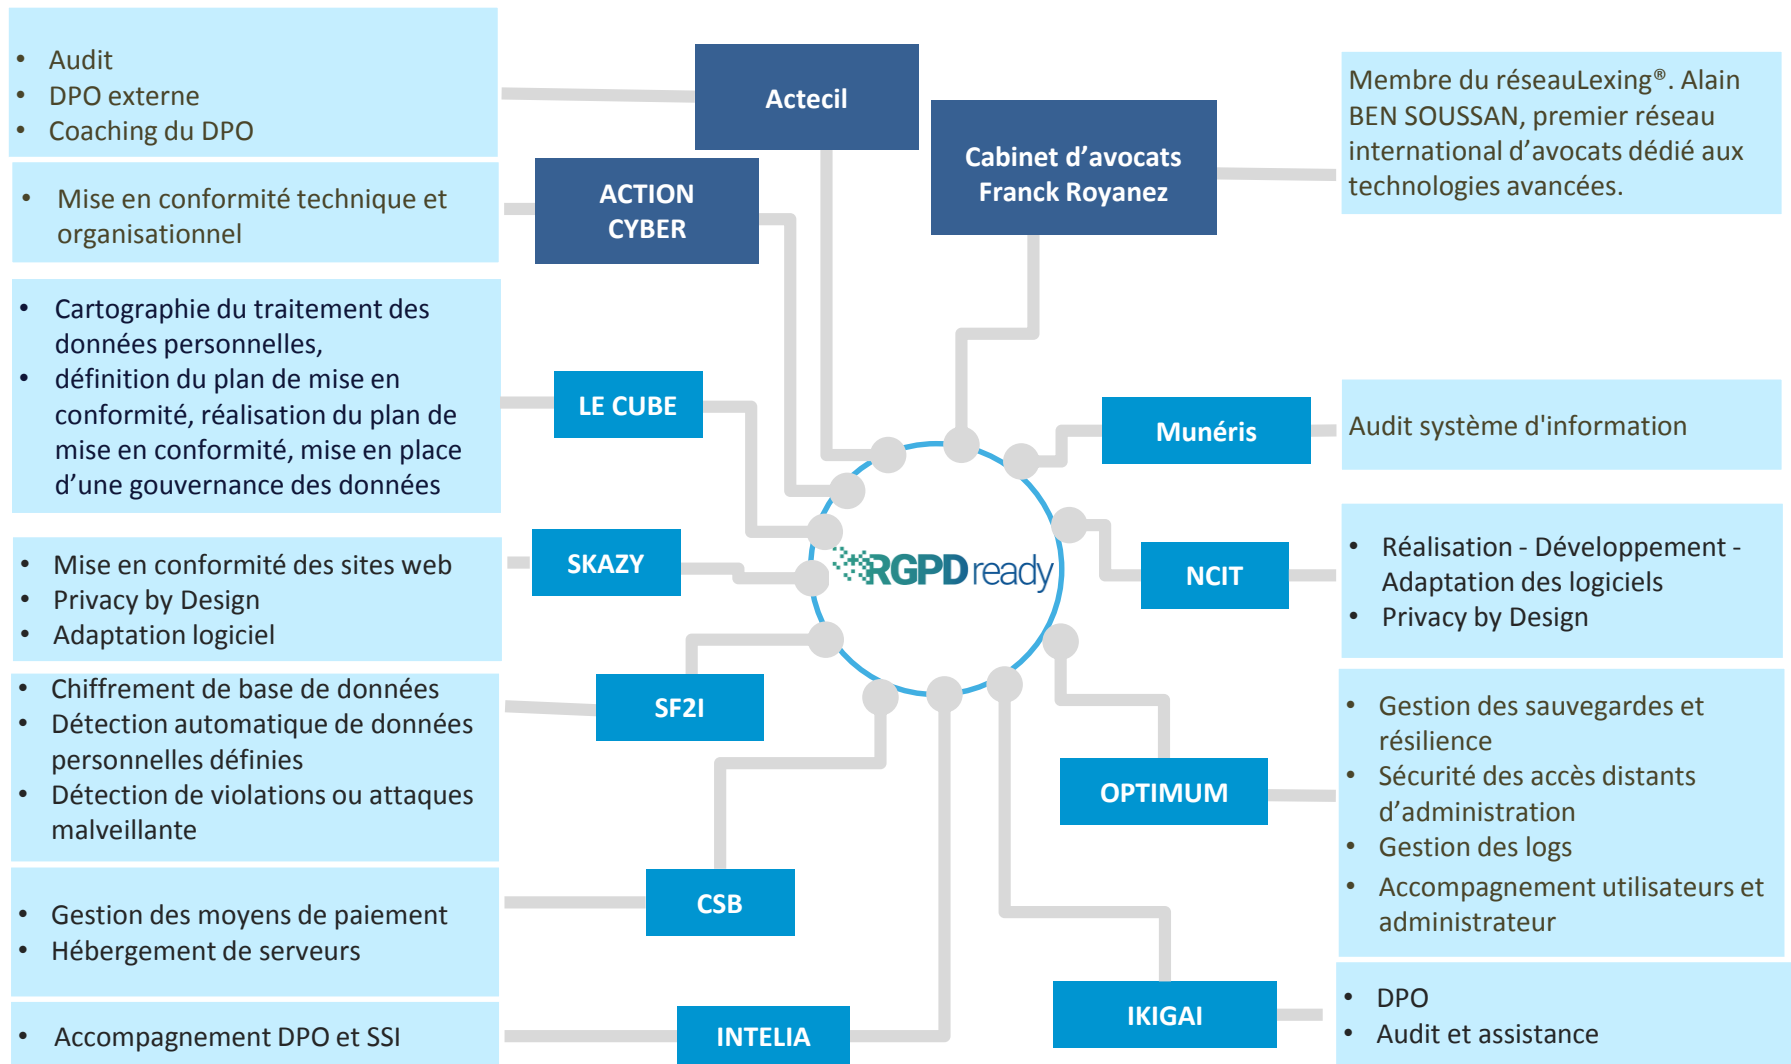 • Audit
• DPO externe
• Coaching du DPO
Actecil
Membre du réseauLexing®. Alain
BEN SOUSSAN, premier réseau
international d’avocats dédié aux
technologies avancées.
Cabinet d’avocats
Franck Royanez
• Mise en conformité technique et
organisationnel
ACTION
CYBER
• Cartographie du traitement des
données personnelles,
• définition du plan de mise en
conformité, réalisation du plan de
mise en conformité, mise en place
d’une gouvernance des données
LE CUBE
Munéris
Audit système d'information
• Mise en conformité des sites web
• Privacy by Design
• Adaptation logiciel
SKAZY
RGPD ready
NCIT
• Réalisation - Développement -
Adaptation des logiciels
• Privacy by Design
• Chiffrement de base de données
• Détection automatique de données
personnelles définies
• Détection de violations ou attaques
malveillante
SF2I
OPTIMUM
• Gestion des sauvegardes et
résilience
• Sécurité des accès distants
d’administration
• Gestion des logs
• Accompagnement utilisateurs et
administrateur
• Gestion des moyens de paiement
• Hébergement de serveurs
CSB
• Accompagnement DPO et SSI
INTELIA
IKIGAI
• DPO
• Audit et assistance